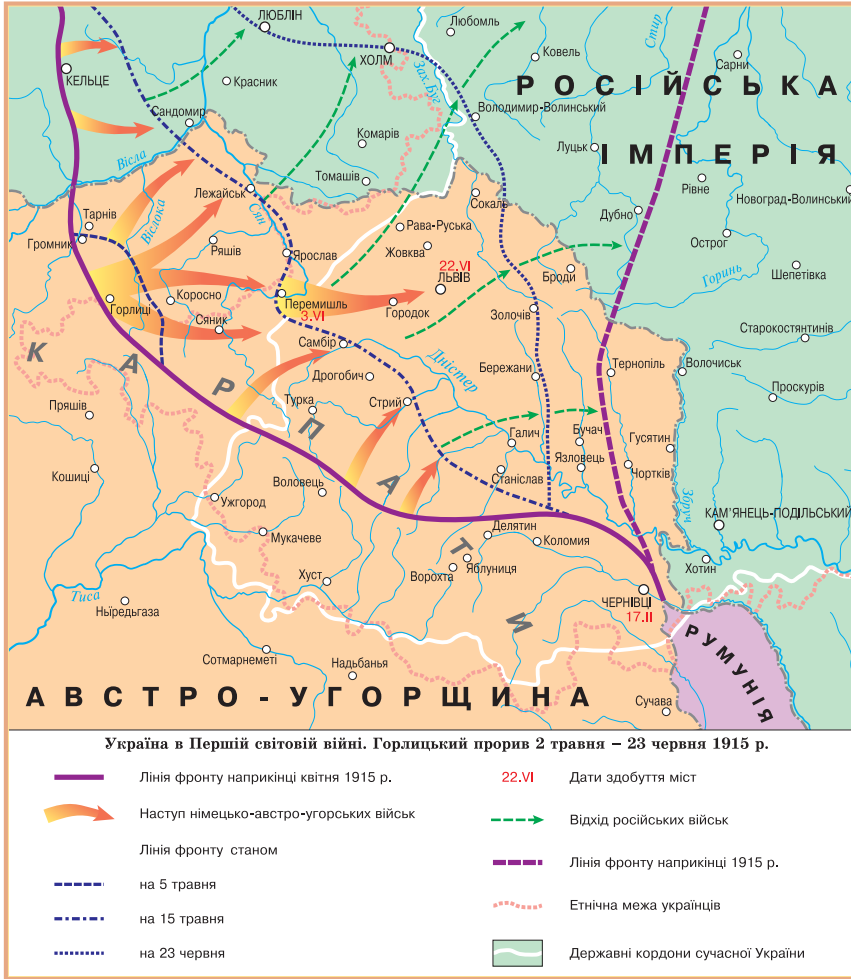 ЛЮБЛІН
Любомль
Стир
ХОЛМ
Ковель
Сарни
КЕЛЬЦЕ
Красник
Зах.Буг
РОСІЙСЬКА
Сандомир
Володимир-Волинський
Комарів
Луцьк
ІМПЕРІЯ
Вісла
Томашів
Рівне
Лежайськ
Новоград-Волинський
Сян
Сокаль
Тарнів
Віслока
Дубно
Рава-Руська
Громник
Ряшів
Жовква
Острог
Ярослав
22.VI
Броди
Горинь
Шепетівка
ЛЬВІВ
Горлиці
Коросно
Перемишль
3.VI
Городок
Золочів
Сяник
Старокостянтинів
Самбір
КАРПАТИ
Дністер
Тернопіль
Волочиськ
Дрогобич
Бережани
Проскурів
Пряшів
Турка
Стрий
Галич
Бучач
Гусятин
Кошиці
Язловець
Чортків
Воловець
Станіслав
Ужгород
Збруч
КАМ'ЯНЕЦЬ-ПОДІЛЬСЬКИЙ
Мукачеве
Делятин
Коломия
Хотин
Хуст
Ворохта
Яблуниця
Тиса
ЧЕРНІВЦІ
17.II
Ньїредьгаза
РУМУНІЯ
Сотмарнеметі
Надьбанья
АВСТРО-УГОРЩИНА
Сучава
Україна в Першій світовій війні. Горлицький прорив 2 травня – 23 червня 1915 р.
Лінія фронту наприкінці квітня 1915 р.
Наступ німецько-австро-угорських військ
Лінія фронту станом
на 5 травня
на 15 травня
на 23 червня
22.VI Дати здобуття міст
Відхід російських військ
Лінія фронту наприкінці 1915 р.
Етнічна межа українців
Державні кордони сучасної України